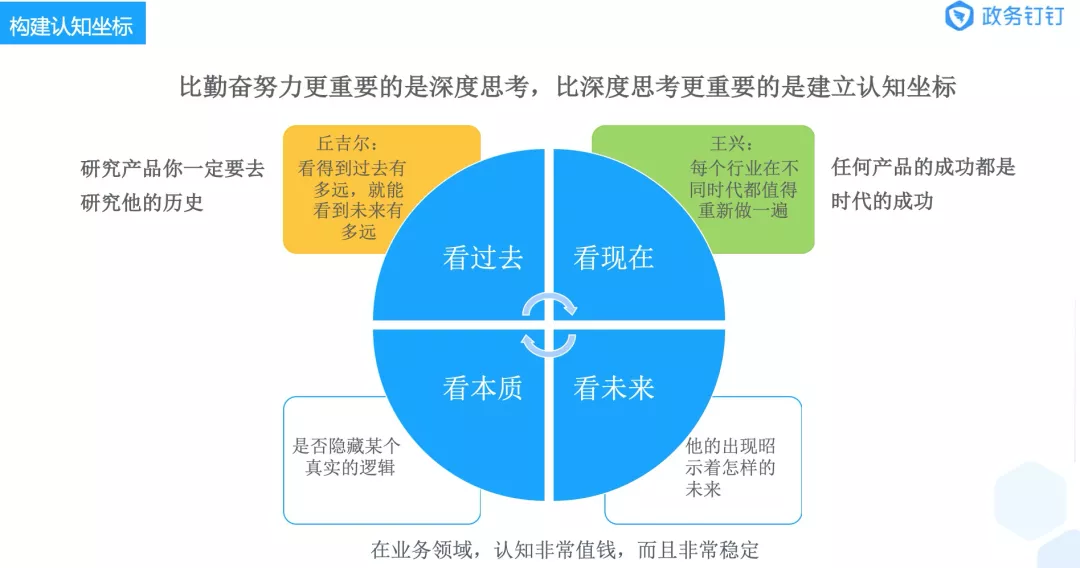 构建认知坐标
政务钉钉
比勤奋努力更重要的是深度思考，比深度思考更重要的是建立认知坐标
研究产品你一定要去
研究他的历史
丘吉尔：
看得到过去有
多远，就能
看到未来有
多远
王兴：
每个行业在不
同时代都值得
重新做一遍
任何产品的成功都是
时代的成功
看过去
看现在
看本质
看未来
是否隐藏某个
真实的逻辑
他的出现昭
示着怎样的
未来
在业务领域，认知非常值钱，而且非常稳定